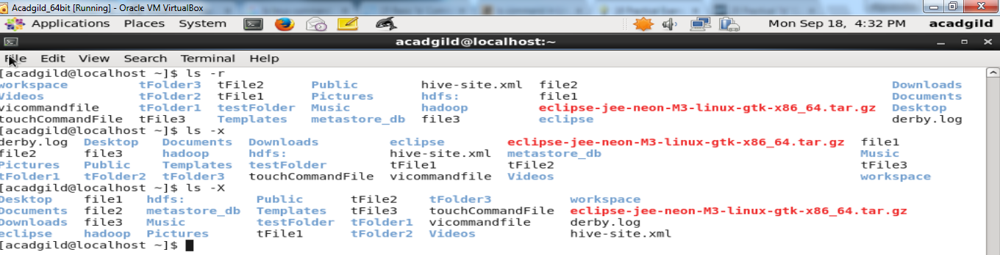 Acadgild_64bit [Running] - Oracle VM VirtualBox
Applications Places System Mon Sep 18, 4:32 PM acadgild
acadgild@localhost:~
File Edit View Search Terminal Help
[acadgild@localhost ~]$ ls -r
workspace tFolder3 tFile2 Public hive-site.xml file2 Downloads
Videos tFolder2 tFile1 Pictures hdfs: file1 Documents
vicommandfile tFolder1 testFolder Music hadoop eclipse-jee-neon-M3-linux-gtk-x86_64.tar.gz Desktop
touchCommandFile tFile3 Templates metastore_db file3 eclipse derby.log
[acadgild@localhost ~]$ ls -x
derby.log Desktop Documents Downloads eclipse eclipse-jee-neon-M3-linux-gtk-x86_64.tar.gz file1
file2 file3 hadoop hdfs: hive-site.xml metastore_db Music
Pictures Public Templates testFolder tFile1 tFile2 tFile3
tFolder1 tFolder2 tFolder3 touchCommandFile vicommandfile Videos workspace
[acadgild@localhost ~]$ ls -X
Desktop file1 hdfs: Public tFile2 tFolder3 workspace
Documents file2 metastore_db Templates tFile3 touchCommandFile eclipse-jee-neon-M3-linux-gtk-x86_64.tar.gz
Downloads file3 Music testFolder tFolder1 vicommandfile derby.log
eclipse hadoop Pictures tFile1 tFolder2 Videos hive-site.xml
[acadgild@localhost ~]$